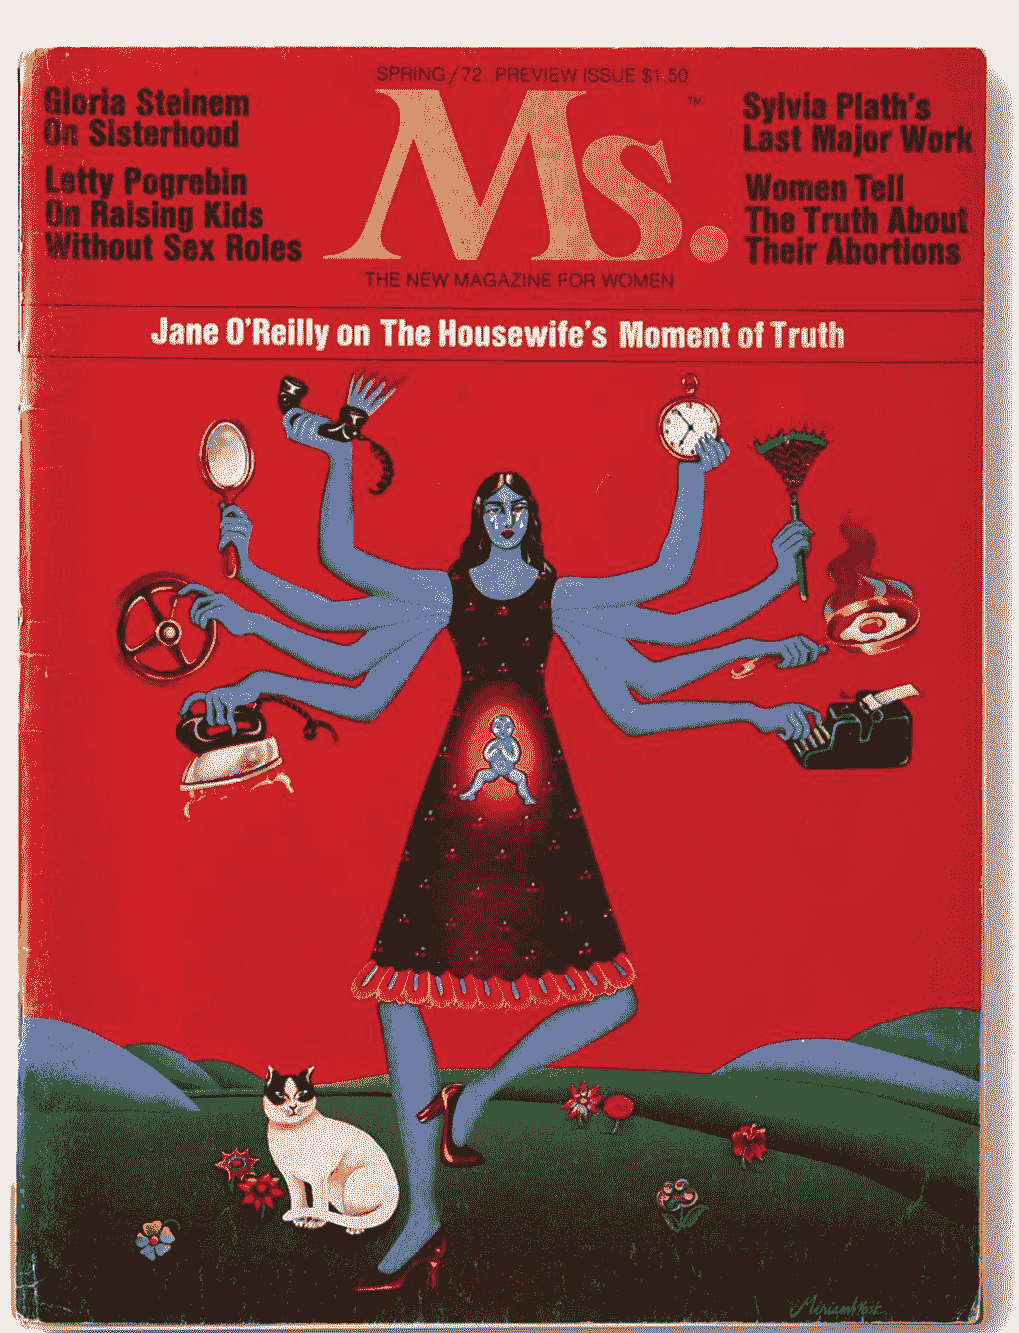 SPRING/72 PREVIEW ISSUE $1.50
Gloria Steinem
On Sisterhood
Letty Pogrebin
On Raising Kids
Without Sex Roles
Ms.
TM
THE NEW MAGAZINE FOR WOMEN
Sylvia Plath's
Last Major Work
Women Tell
The Truth About
Their Abortions
Jane O'Reilly on The Housewife's Moment of Truth
Miriam Wosk